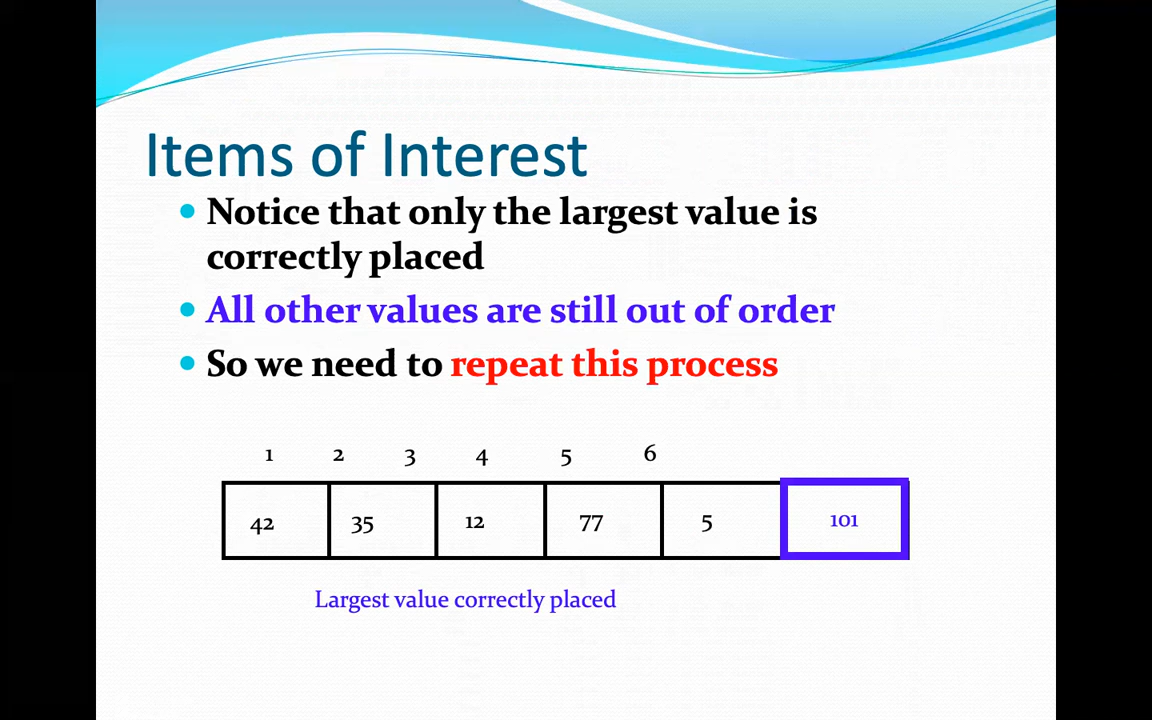 Items of Interest
Notice that only the largest value is
correctly placed
All other values are still out of order
So we need to repeat this process
1 2 3 4 5 6
42 35 12 77 5 101
Largest value correctly placed